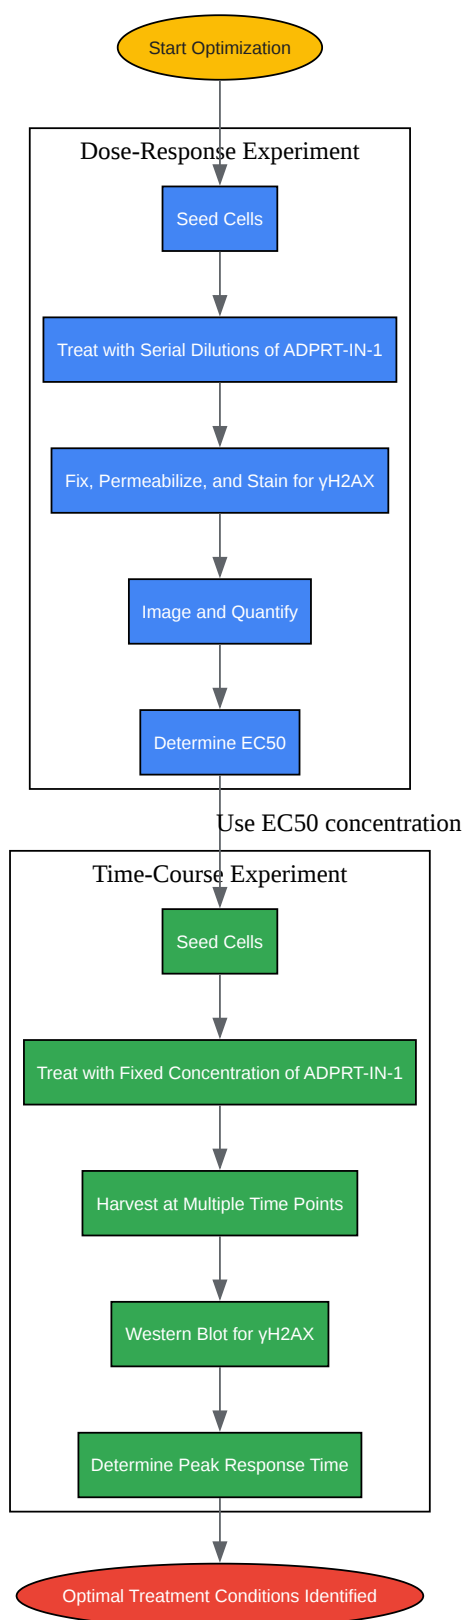 Start Optimization
Dose-Response Experiment
Seed Cells
Treat with Serial Dilutions of ADPRT-IN-1
Fix, Permeabilize, and Stain for γH2AX
Image and Quantify
Determine EC50
Use EC50 concentration
Time-Course Experiment
Seed Cells
Treat with Fixed Concentration of ADPRT-IN-1
Harvest at Multiple Time Points
Western Blot for γH2AX
Determine Peak Response Time
Optimal Treatment Conditions Identified